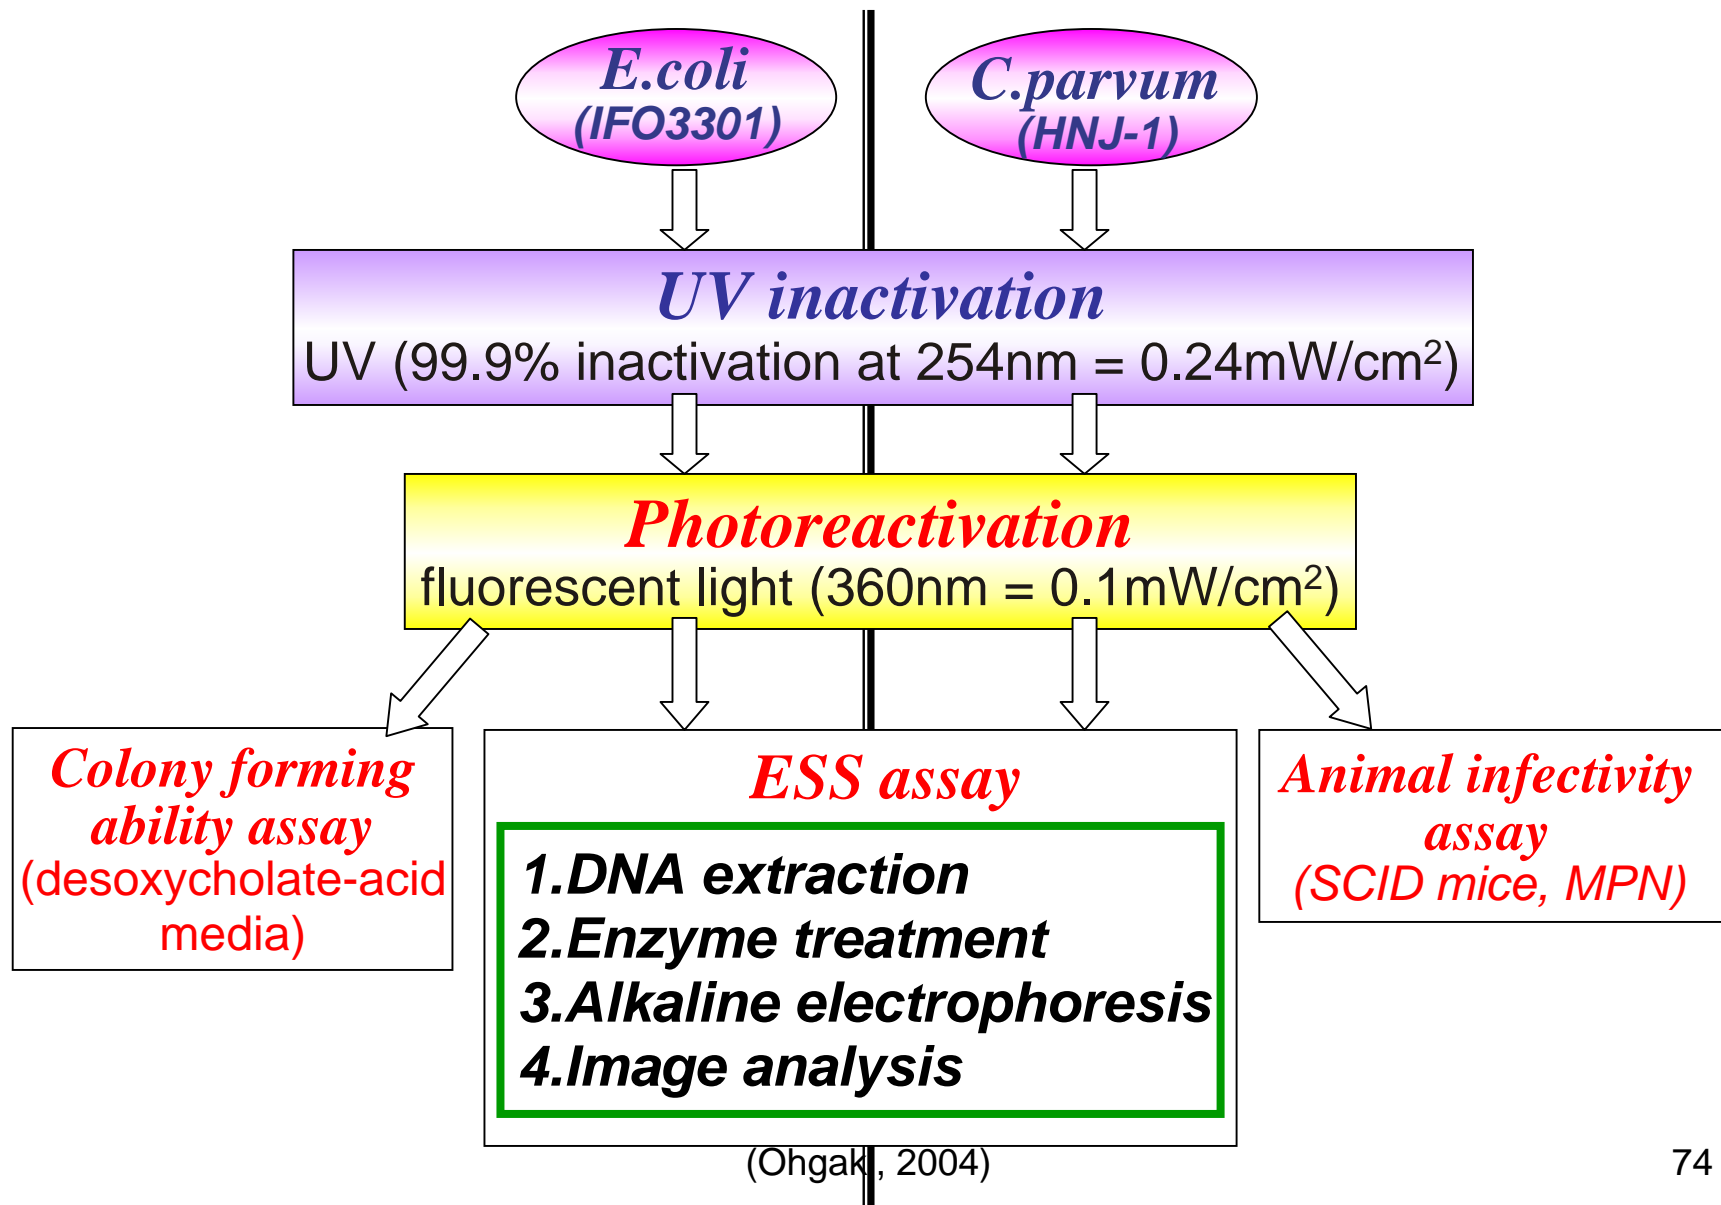 E.coli
(IFO3301)
C.parvum
(HNJ-1)
UV inactivation
UV (99.9% inactivation at 254nm = 0.24mW/cm²)
Photoreactivation
fluorescent light (360nm = 0.1mW/cm²)
Colony forming
ability assay
(desoxycholate-acid
media)
ESS assay
1.DNA extraction
2.Enzyme treatment
3.Alkaline electrophoresis
4.Image analysis
Animal infectivity
assay
(SCID mice, MPN)
(Ohgaki, 2004)
74